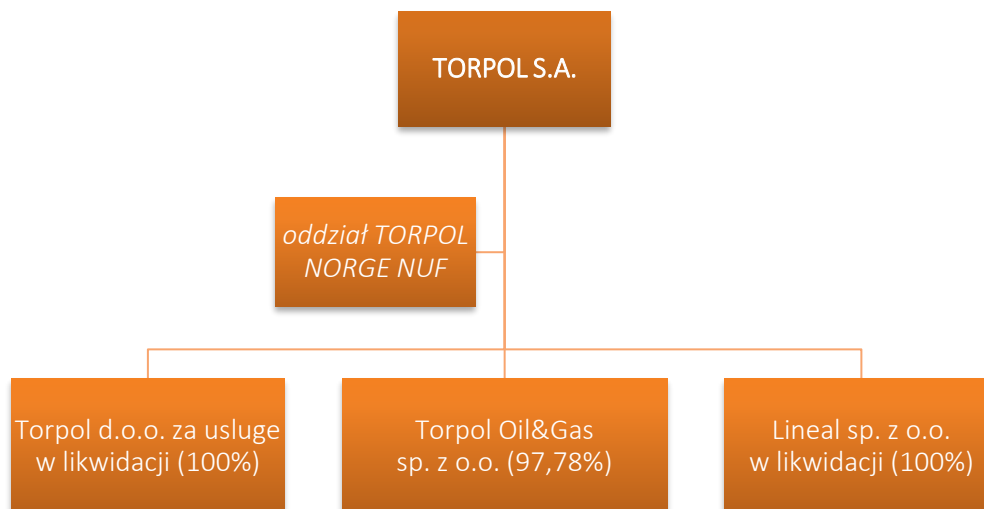 TORPOL S.A.
oddział TORPOL
NORGE NUF
Torpol d.o.o. za usluge
w likwidacji (100%)
Torpol Oil&Gas
sp. z o.o. (97,78%)
Lineal sp. z o.o.
w likwidacji (100%)